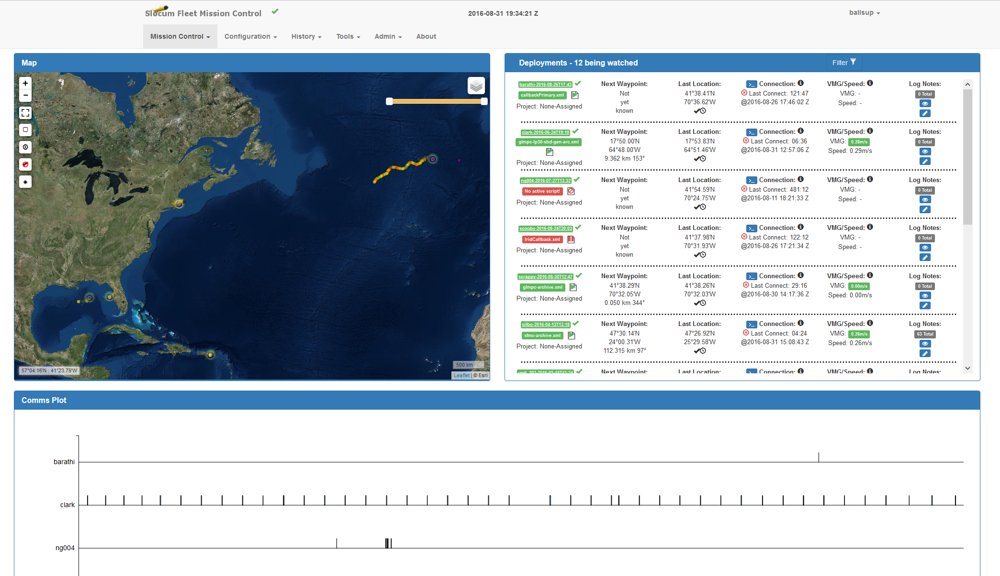 Slocum Fleet Mission Control
2016-08-31 19:34:21 Z
ballsup
Mission Control Configuration History Tools Admin About
Map
+
−
500 km
57°04.16'N : 41°23.79'W
Leaflet | © Esri
Deployments - 12 being watched
Filter
barathi-2016-08-26T17:45
callbackPrimary.xml
Project: None-Assigned
Next Waypoint:
Not
yet
known
Last Location:
41°38.41'N
70°36.62'W
>_ Connection:
Last Connect: 121:47
@2016-08-26 17:46:02 Z
VMG/Speed:
VMG: -
Speed: -
Log Notes:
0 Total
clark-2016-06-24T19:10
glmpc-lp30-sbd-gen-arc.xml
Project: None-Assigned
Next Waypoint:
17°50.00'N
64°48.00'W
9.362 km 153°
Last Location:
17°53.83'N
64°51.46'W
>_ Connection:
Last Connect: 06:36
@2016-08-31 12:57:06 Z
VMG/Speed:
VMG: 0.28m/s
Speed: 0.29m/s
Log Notes:
0 Total
ng004-2016-07-27T13:32
No active script!
Project: None-Assigned
Next Waypoint:
Not
yet
known
Last Location:
41°54.59'N
70°24.75'W
>_ Connection:
Last Connect: 481:12
@2016-08-11 18:21:33 Z
VMG/Speed:
VMG: -
Speed: -
Log Notes:
0 Total
scooby-2016-08-24T20:03
IridCallback.xml
Project: None-Assigned
Next Waypoint:
Not
yet
known
Last Location:
41°37.98'N
70°31.93'W
>_ Connection:
Last Connect: 122:12
@2016-08-26 17:21:34 Z
VMG/Speed:
VMG: -
Speed: -
Log Notes:
0 Total
scrappy-2016-08-30T12:47
glmpc-archive.xml
Project: None-Assigned
Next Waypoint:
41°38.29'N
70°32.05'W
0.050 km 344°
Last Location:
41°38.26'N
70°32.03'W
>_ Connection:
Last Connect: 29:16
@2016-08-30 14:17:36 Z
VMG/Speed:
VMG: 0.00m/s
Speed: 0.00m/s
Log Notes:
0 Total
silbo-2016-04-13T13:18
sfmc-archive.xml
Project: None-Assigned
Next Waypoint:
47°30.14'N
24°00.31'W
112.315 km 97°
Last Location:
47°26.92'N
25°29.58'W
>_ Connection:
Last Connect: 04:24
@2016-08-31 15:08:43 Z
VMG/Speed:
VMG: 0.26m/s
Speed: 0.26m/s
Log Notes:
63 Total
unit_202-2016-05-18T15:24
Next Waypoint:
Last Location:
>_ Connection:
VMG/Speed:
Log Notes:
Comms Plot
barathi
clark
ng004